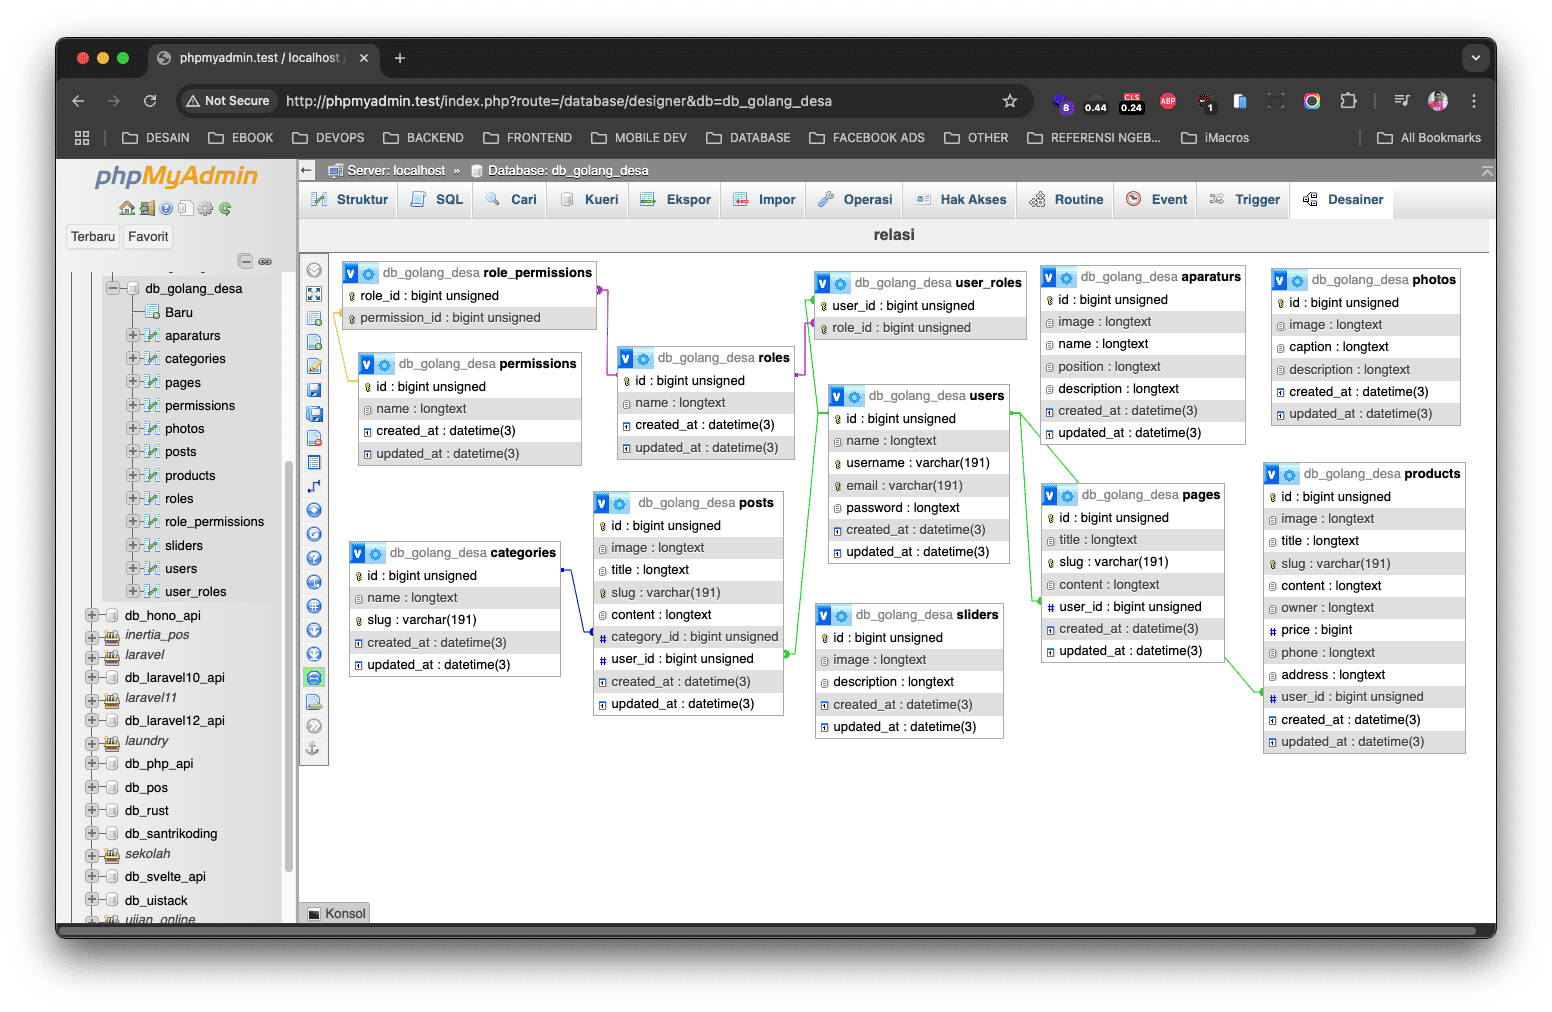 phpmyadmin.test / localhost /
Not Secure
http://phpmyadmin.test/index.php?route=/database/designer&db=db_golang_desa
8
0.44
CLS
0.24
ABP
1
DESAIN
EBOOK
DEVOPS
BACKEND
FRONTEND
MOBILE DEV
DATABASE
FACEBOOK ADS
OTHER
REFERENSI NGEB...
iMacros
All Bookmarks
phpMyAdmin
Terbaru
Favorit
db_golang_desa
Baru
aparaturs
categories
pages
permissions
photos
posts
products
roles
role_permissions
sliders
users
user_roles
db_hono_api
inertia_pos
laravel
db_laravel10_api
laravel11
db_laravel12_api
laundry
db_php_api
db_pos
db_rust
db_santrikoding
sekolah
db_svelte_api
db_uistack
ujian_online
Server: localhost » Database: db_golang_desa
Struktur
SQL
Cari
Kueri
Ekspor
Impor
Operasi
Hak Akses
Routine
Event
Trigger
Desainer
relasi
db_golang_desa role_permissions
role_id : bigint unsigned
permission_id : bigint unsigned
db_golang_desa permissions
id : bigint unsigned
name : longtext
created_at : datetime(3)
updated_at : datetime(3)
db_golang_desa categories
id : bigint unsigned
name : longtext
slug : varchar(191)
created_at : datetime(3)
updated_at : datetime(3)
db_golang_desa roles
id : bigint unsigned
name : longtext
created_at : datetime(3)
updated_at : datetime(3)
db_golang_desa posts
id : bigint unsigned
image : longtext
title : longtext
slug : varchar(191)
content : longtext
category_id : bigint unsigned
user_id : bigint unsigned
created_at : datetime(3)
updated_at : datetime(3)
db_golang_desa user_roles
user_id : bigint unsigned
role_id : bigint unsigned
db_golang_desa users
id : bigint unsigned
name : longtext
username : varchar(191)
email : varchar(191)
password : longtext
created_at : datetime(3)
updated_at : datetime(3)
db_golang_desa sliders
id : bigint unsigned
image : longtext
description : longtext
created_at : datetime(3)
updated_at : datetime(3)
db_golang_desa aparaturs
id : bigint unsigned
image : longtext
name : longtext
position : longtext
description : longtext
created_at : datetime(3)
updated_at : datetime(3)
db_golang_desa pages
id : bigint unsigned
title : longtext
slug : varchar(191)
content : longtext
user_id : bigint unsigned
created_at : datetime(3)
updated_at : datetime(3)
db_golang_desa photos
id : bigint unsigned
image : longtext
caption : longtext
description : longtext
created_at : datetime(3)
updated_at : datetime(3)
db_golang_desa products
id : bigint unsigned
image : longtext
title : longtext
slug : varchar(191)
content : longtext
owner : longtext
price : bigint
phone : longtext
address : longtext
user_id : bigint unsigned
created_at : datetime(3)
updated_at : datetime(3)
Konsol